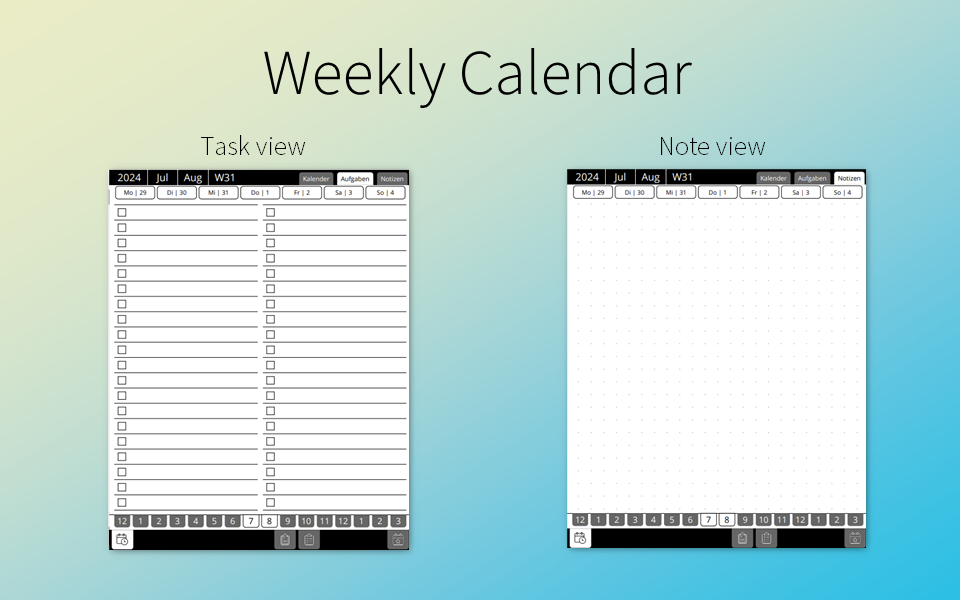 Weekly Calendar
Task view
2024 Jul Aug W31 Kalender Aufgaben Notizen
Mo | 29 Di | 30 Mi | 31 Do | 1 Fr | 2 Sa | 3 So | 4
12 1 2 3 4 5 6 7 8 9 10 11 12 1 2 3
Note view
2024 Jul Aug W31 Kalender Aufgaben Notizen
Mo | 29 Di | 30 Mi | 31 Do | 1 Fr | 2 Sa | 3 So | 4
12 1 2 3 4 5 6 7 8 9 10 11 12 1 2 3